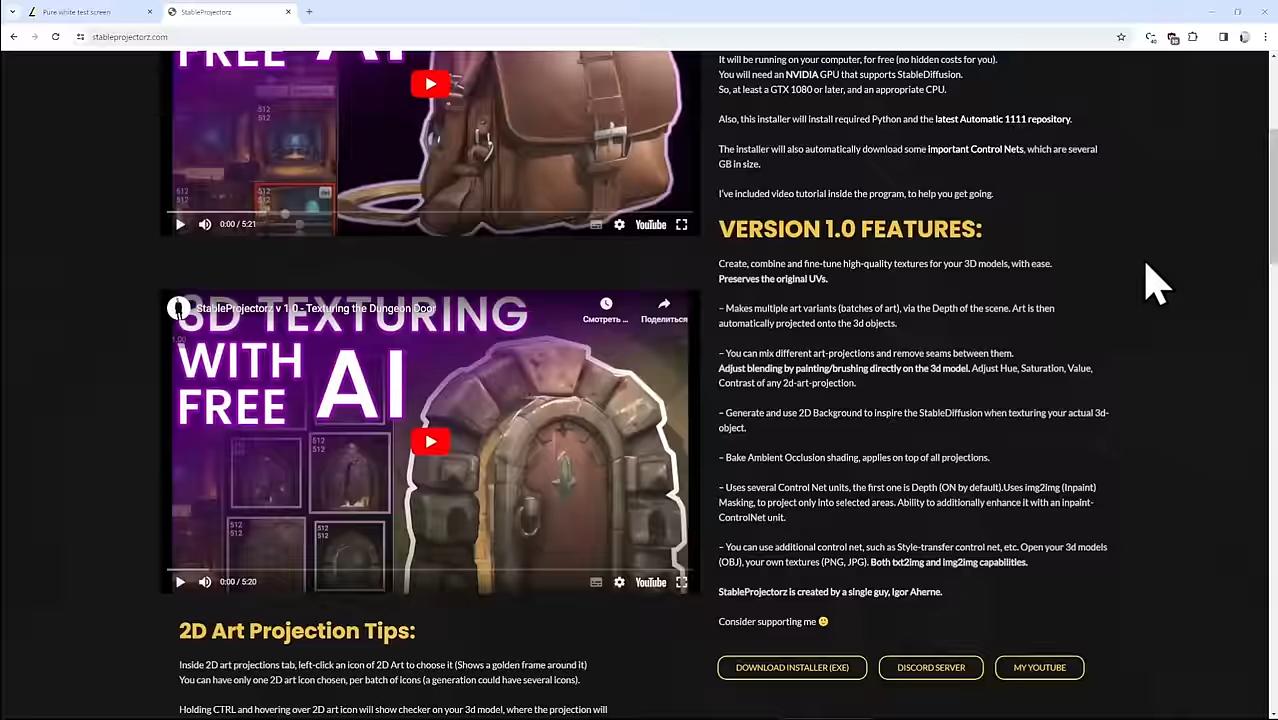 Pure white test screen
StableProjectorz
stableprojectorz.com
FREE
512
512
512
512
512
512
0:00 / 5:21
YouTube
StableProjectorz v 1.0 - Texturing the Dungeon Door
Смотреть ...
Поделиться
3D TEXTURING
WITH
FREE
AI
1.00
512
512
512
512
512
512
512
512
0:00 / 5:20
YouTube
2D Art Projection Tips:
Inside 2D art projections tab, left-click an icon of 2D Art to choose it (Shows a golden frame around it)
You can have only one 2D art icon chosen, per batch of icons (a generation could have several icons).
Holding CTRL and hovering over 2D art icon will show checker on your 3d model, where the projection will
It will be running on your computer, for free (no hidden costs for you).
You will need an NVIDIA GPU that supports StableDiffusion.
So, at least a GTX 1080 or later, and an appropriate CPU.
Also, this installer will install required Python and the latest Automatic 1111 repository.
The installer will also automatically download some important Control Nets, which are several
GB in size.
I've included video tutorial inside the program, to help you get going.
VERSION 1.0 FEATURES:
Create, combine and fine-tune high-quality textures for your 3D models, with ease.
Preserves the original UVs.
– Makes multiple art variants (batches of art), via the Depth of the scene. Art is then
automatically projected onto the 3d objects.
– You can mix different art-projections and remove seams between them.
Adjust blending by painting/brushing directly on the 3d model. Adjust Hue, Saturation, Value,
Contrast of any 2d-art-projection.
– Generate and use 2D Background to inspire the StableDiffusion when texturing your actual 3d-
object.
– Bake Ambient Occlusion shading, applies on top of all projections.
– Uses several Control Net units, the first one is Depth (ON by default).Uses img2img (Inpaint)
Masking, to project only into selected areas. Ability to additionally enhance it with an inpaint-
ControlNet unit.
– You can use additional control net, such as Style-transfer control net, etc. Open your 3d models
(OBJ), your own textures (PNG, JPG). Both txt2img and img2img capabilities.
StableProjectorz is created by a single guy, Igor Aherne.
Consider supporting me 🙂
DOWNLOAD INSTALLER (EXE)
DISCORD SERVER
MY YOUTUBE